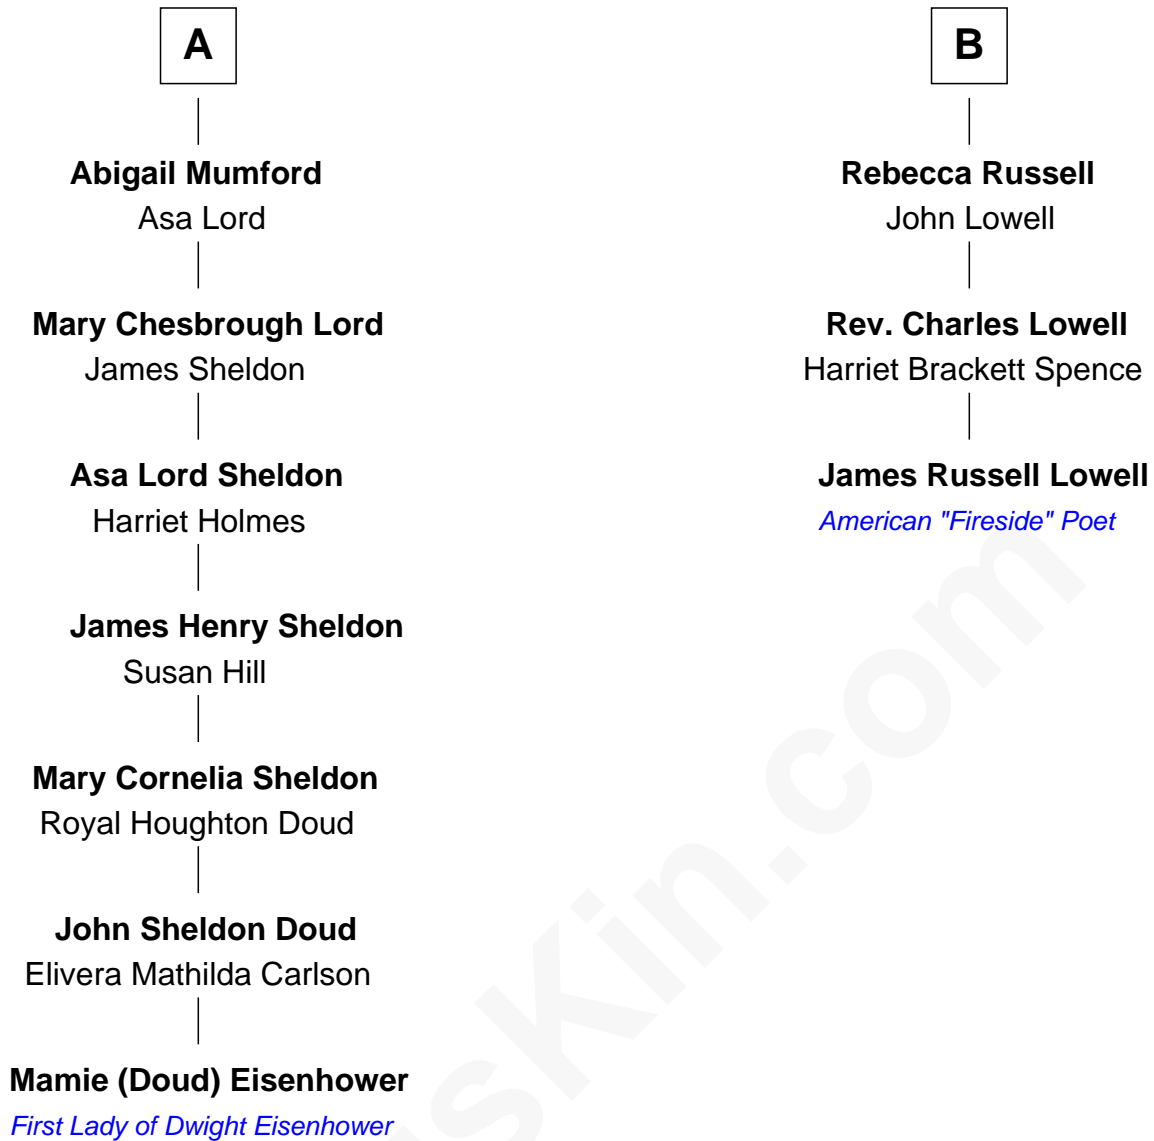 A
Abigail Mumford
Asa Lord
Mary Chesbrough Lord
James Sheldon
Asa Lord Sheldon
Harriet Holmes
James Henry Sheldon
Susan Hill
Mary Cornelia Sheldon
Royal Houghton Doud
John Sheldon Doud
Elivera Mathilda Carlson
Mamie (Doud) Eisenhower
First Lady of Dwight Eisenhower
B
Rebecca Russell
John Lowell
Rev. Charles Lowell
Harriet Brackett Spence
James Russell Lowell
American "Fireside" Poet
sKin.com